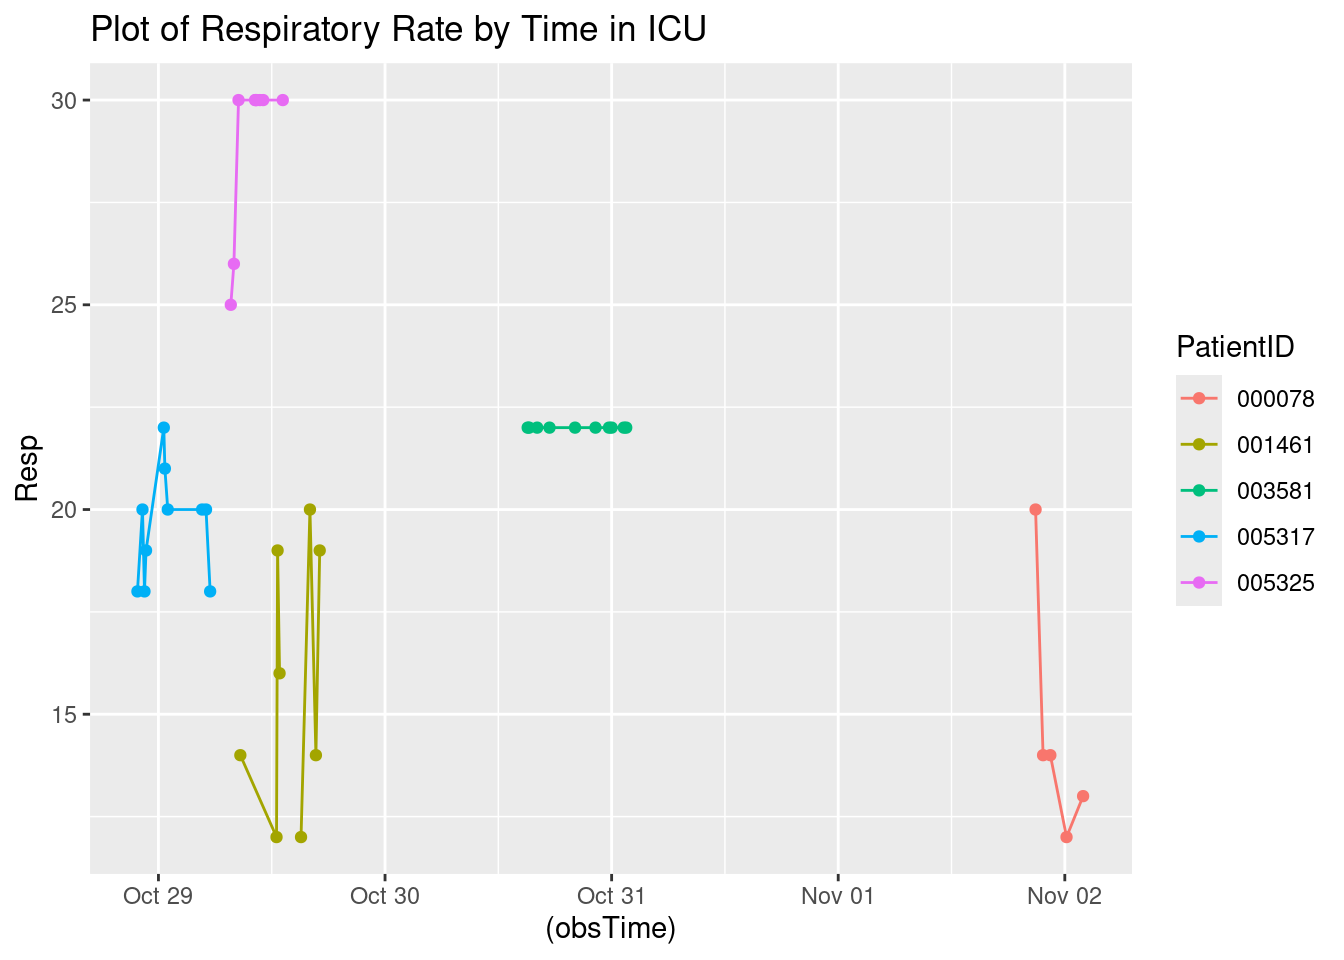 Plot of Respiratory Rate by Time in ICU
30
25
20
15
Resp
Oct 29
Oct 30
Oct 31
Nov 01
Nov 02
(obsTime)
PatientID
000078
001461
003581
005317
005325